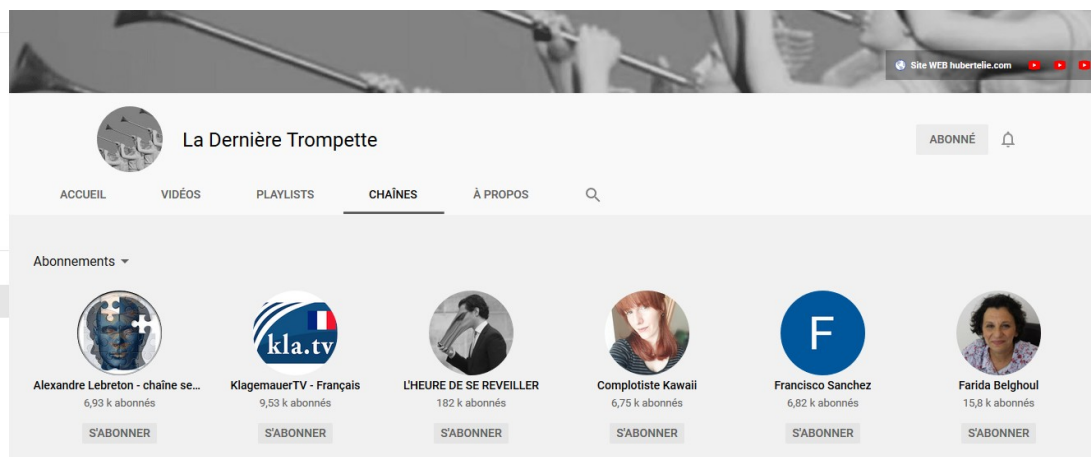 Site WEB hubertelie.com
La Dernière Trompette
ABONNÉ
ACCUEIL VIDÉOS PLAYLISTS CHAÎNES À PROPOS
Abonnements
kla.tv
F
Alexandre Lebreton - chaîne se... KlagemauerTV - Français L'HEURE DE SE REVEILLER Complotiste Kawaii Francisco Sanchez Farida Belghoul
6,93 k abonnés 9,53 k abonnés 182 k abonnés 6,75 k abonnés 6,82 k abonnés 15,8 k abonnés
S'ABONNER S'ABONNER S'ABONNER S'ABONNER S'ABONNER S'ABONNER